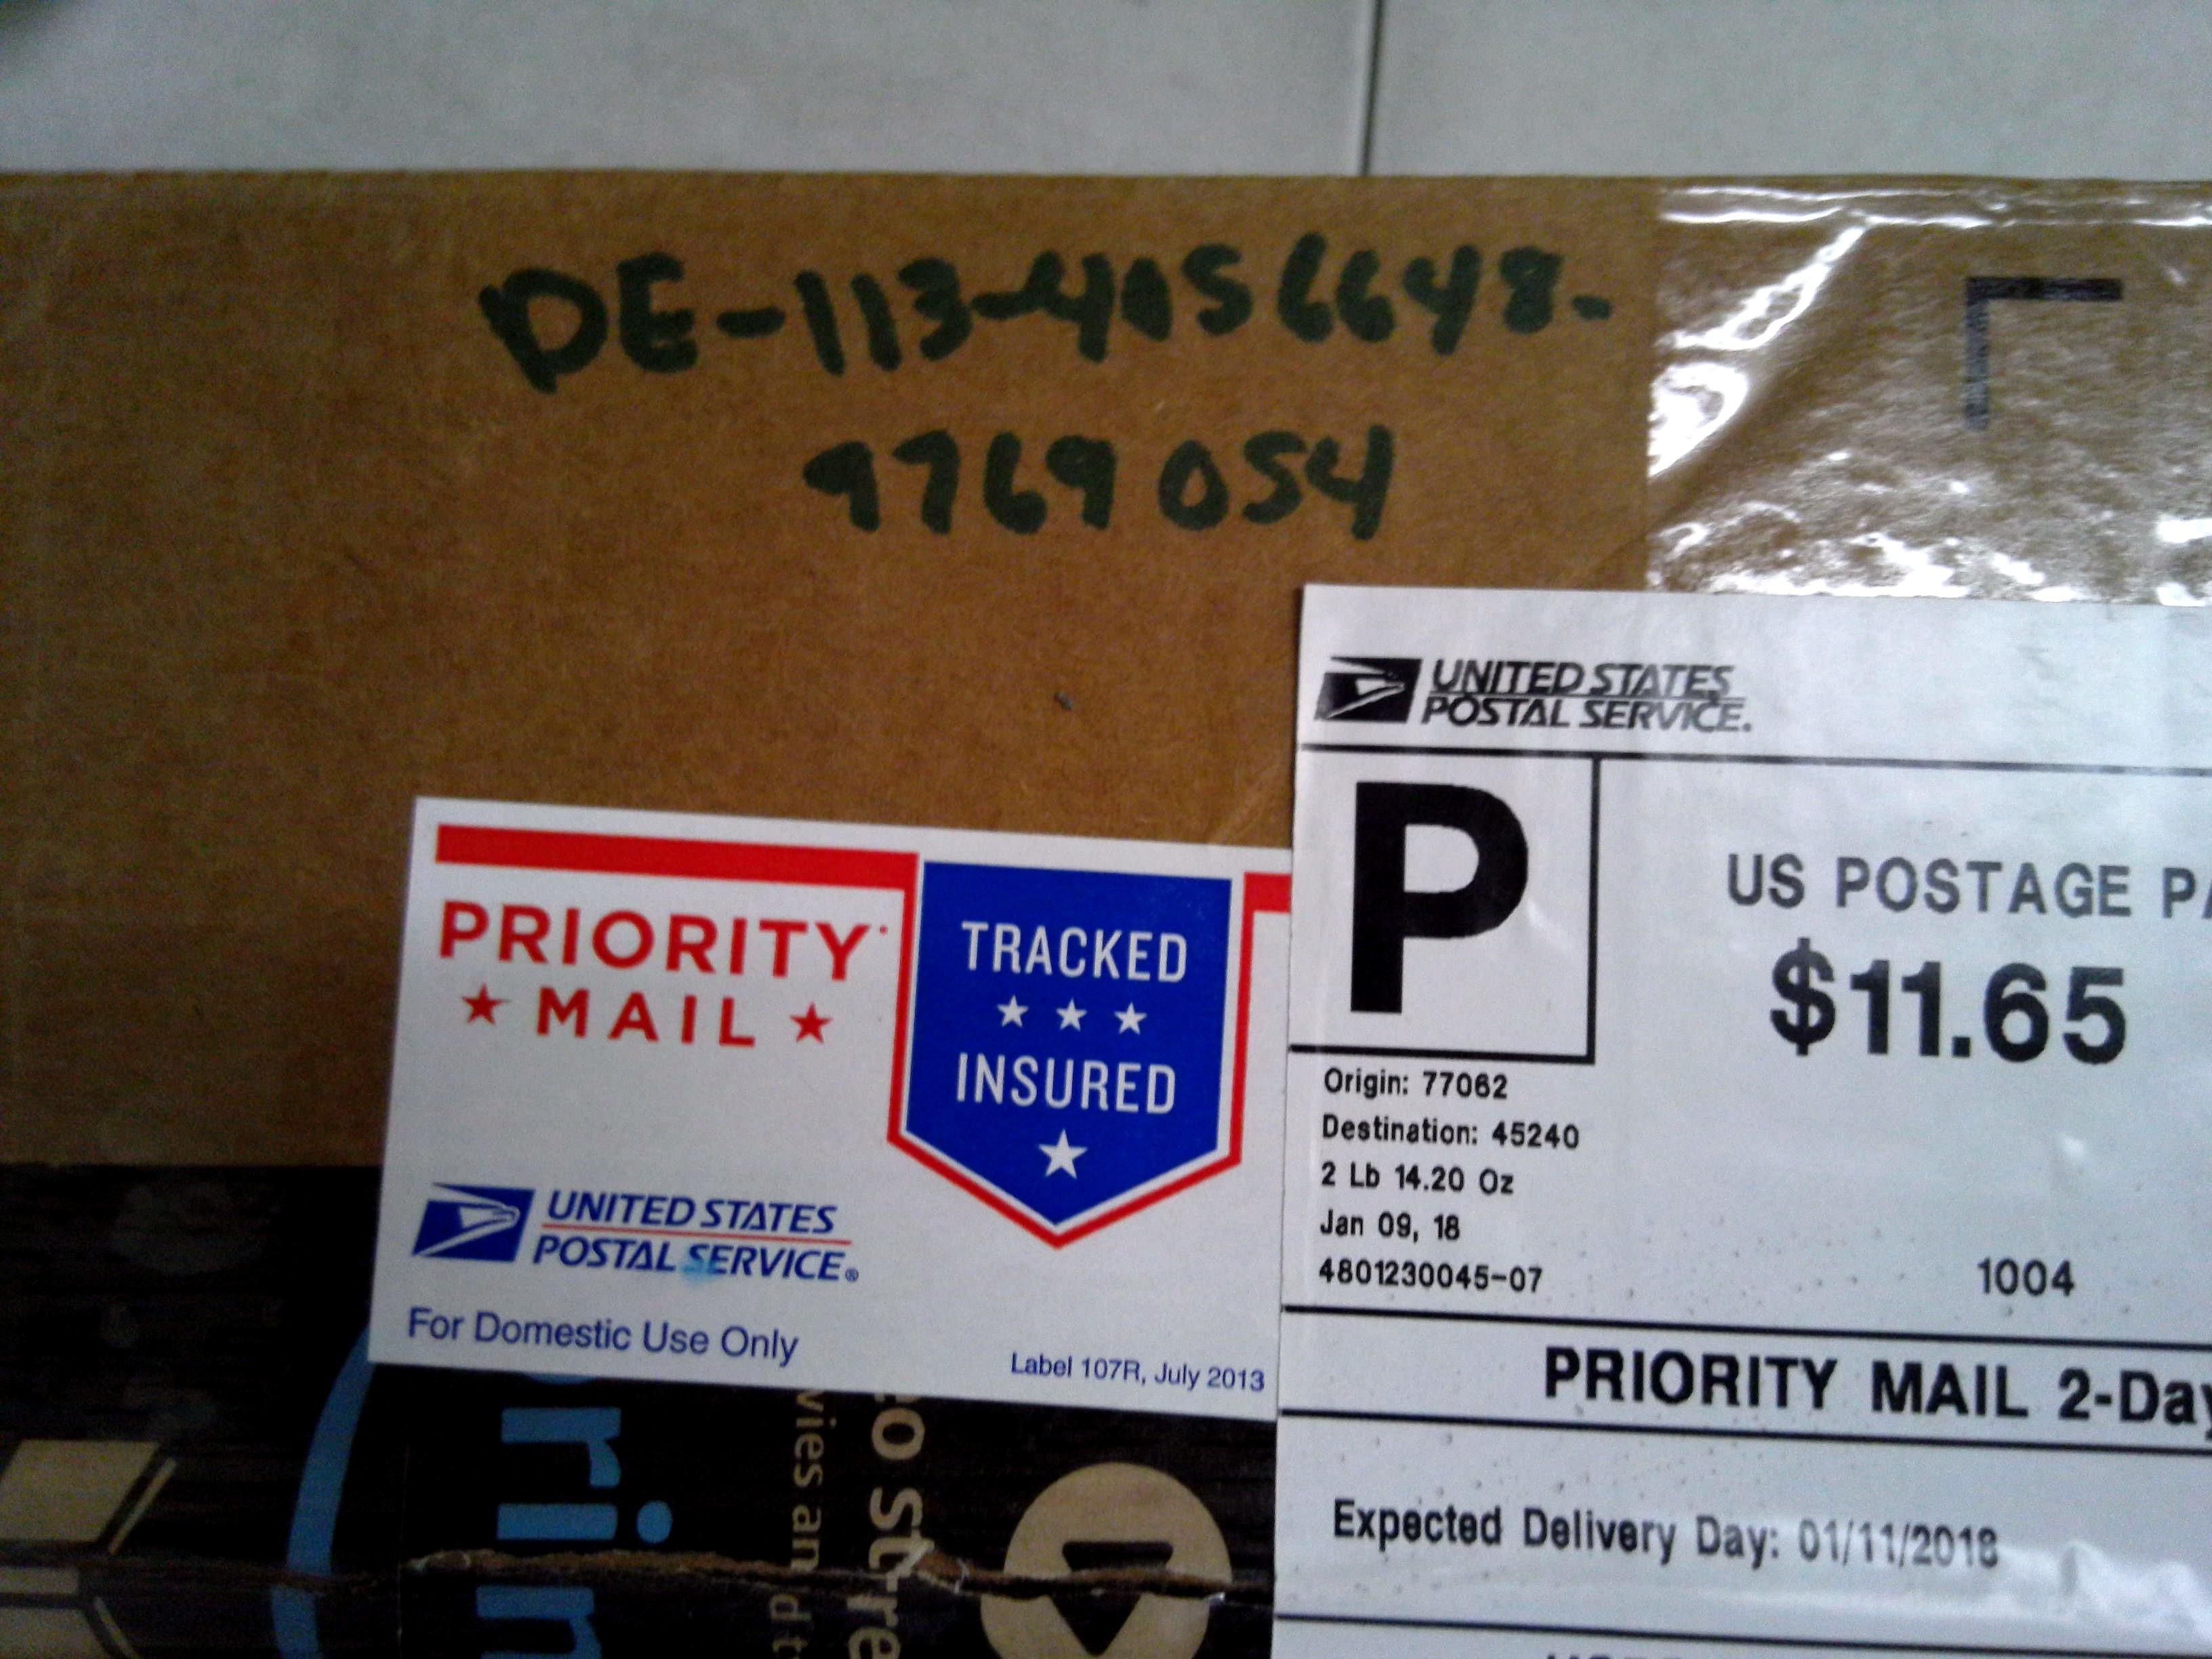 DE-113-4056648-
9769054
UNITED STATES
POSTAL SERVICE.
P
US POSTAGE
$11.65
Origin: 77062
Destination: 45240
2 Lb 14.20 Oz
Jan 09, 18
4801230045-07
1004
PRIORITY MAIL 2-Day
Expected Delivery Day: 01/11/2018
PRIORITY
★ MAIL ★
TRACKED
★ ★ ★
INSURED
★
UNITED STATES
POSTAL SERVICE®
For Domestic Use Only
Label 107R, July 2013